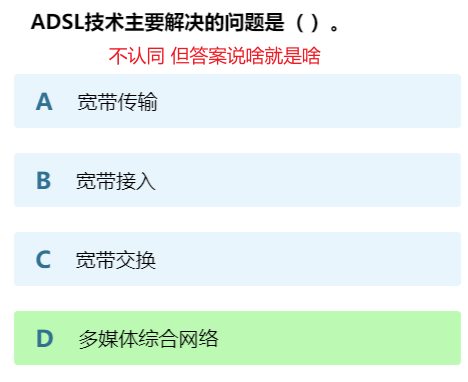 ADSL技术主要解决的问题是（ ）。
不认同 但答案说啥就是啥
A 宽带传输
B 宽带接入
C 宽带交换
D 多媒体综合网络